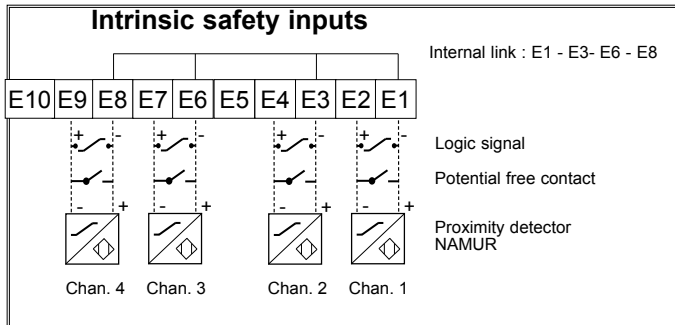 Intrinsic safety inputs
Internal link : E1 - E3- E6 - E8
E10 E9 E8 E7 E6 E5 E4 E3 E2 E1
+ - + - + - + -
Logic signal
Potential free contact
- + - + - + - +
Proximity detector
NAMUR
Chan. 4 Chan. 3 Chan. 2 Chan. 1